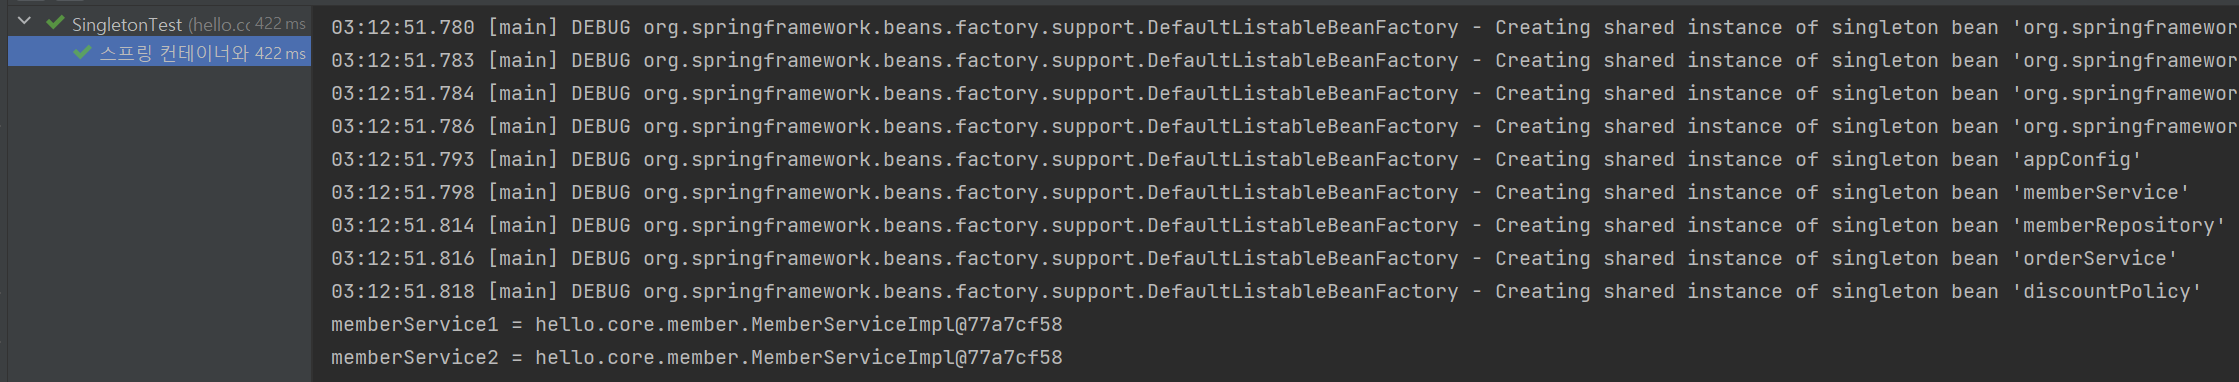 SingletonTest (hello.cc 422 ms
스프링 컨테이너와 422 ms
03:12:51.780 [main] DEBUG org.springframework.beans.factory.support.DefaultListableBeanFactory - Creating shared instance of singleton bean 'org.springframewor
03:12:51.783 [main] DEBUG org.springframework.beans.factory.support.DefaultListableBeanFactory - Creating shared instance of singleton bean 'org.springframewor
03:12:51.784 [main] DEBUG org.springframework.beans.factory.support.DefaultListableBeanFactory - Creating shared instance of singleton bean 'org.springframewor
03:12:51.786 [main] DEBUG org.springframework.beans.factory.support.DefaultListableBeanFactory - Creating shared instance of singleton bean 'org.springframewor
03:12:51.793 [main] DEBUG org.springframework.beans.factory.support.DefaultListableBeanFactory - Creating shared instance of singleton bean 'appConfig'
03:12:51.798 [main] DEBUG org.springframework.beans.factory.support.DefaultListableBeanFactory - Creating shared instance of singleton bean 'memberService'
03:12:51.814 [main] DEBUG org.springframework.beans.factory.support.DefaultListableBeanFactory - Creating shared instance of singleton bean 'memberRepository'
03:12:51.816 [main] DEBUG org.springframework.beans.factory.support.DefaultListableBeanFactory - Creating shared instance of singleton bean 'orderService'
03:12:51.818 [main] DEBUG org.springframework.beans.factory.support.DefaultListableBeanFactory - Creating shared instance of singleton bean 'discountPolicy'
memberService1 = hello.core.member.MemberServiceImpl@77a7cf58
memberService2 = hello.core.member.MemberServiceImpl@77a7cf58